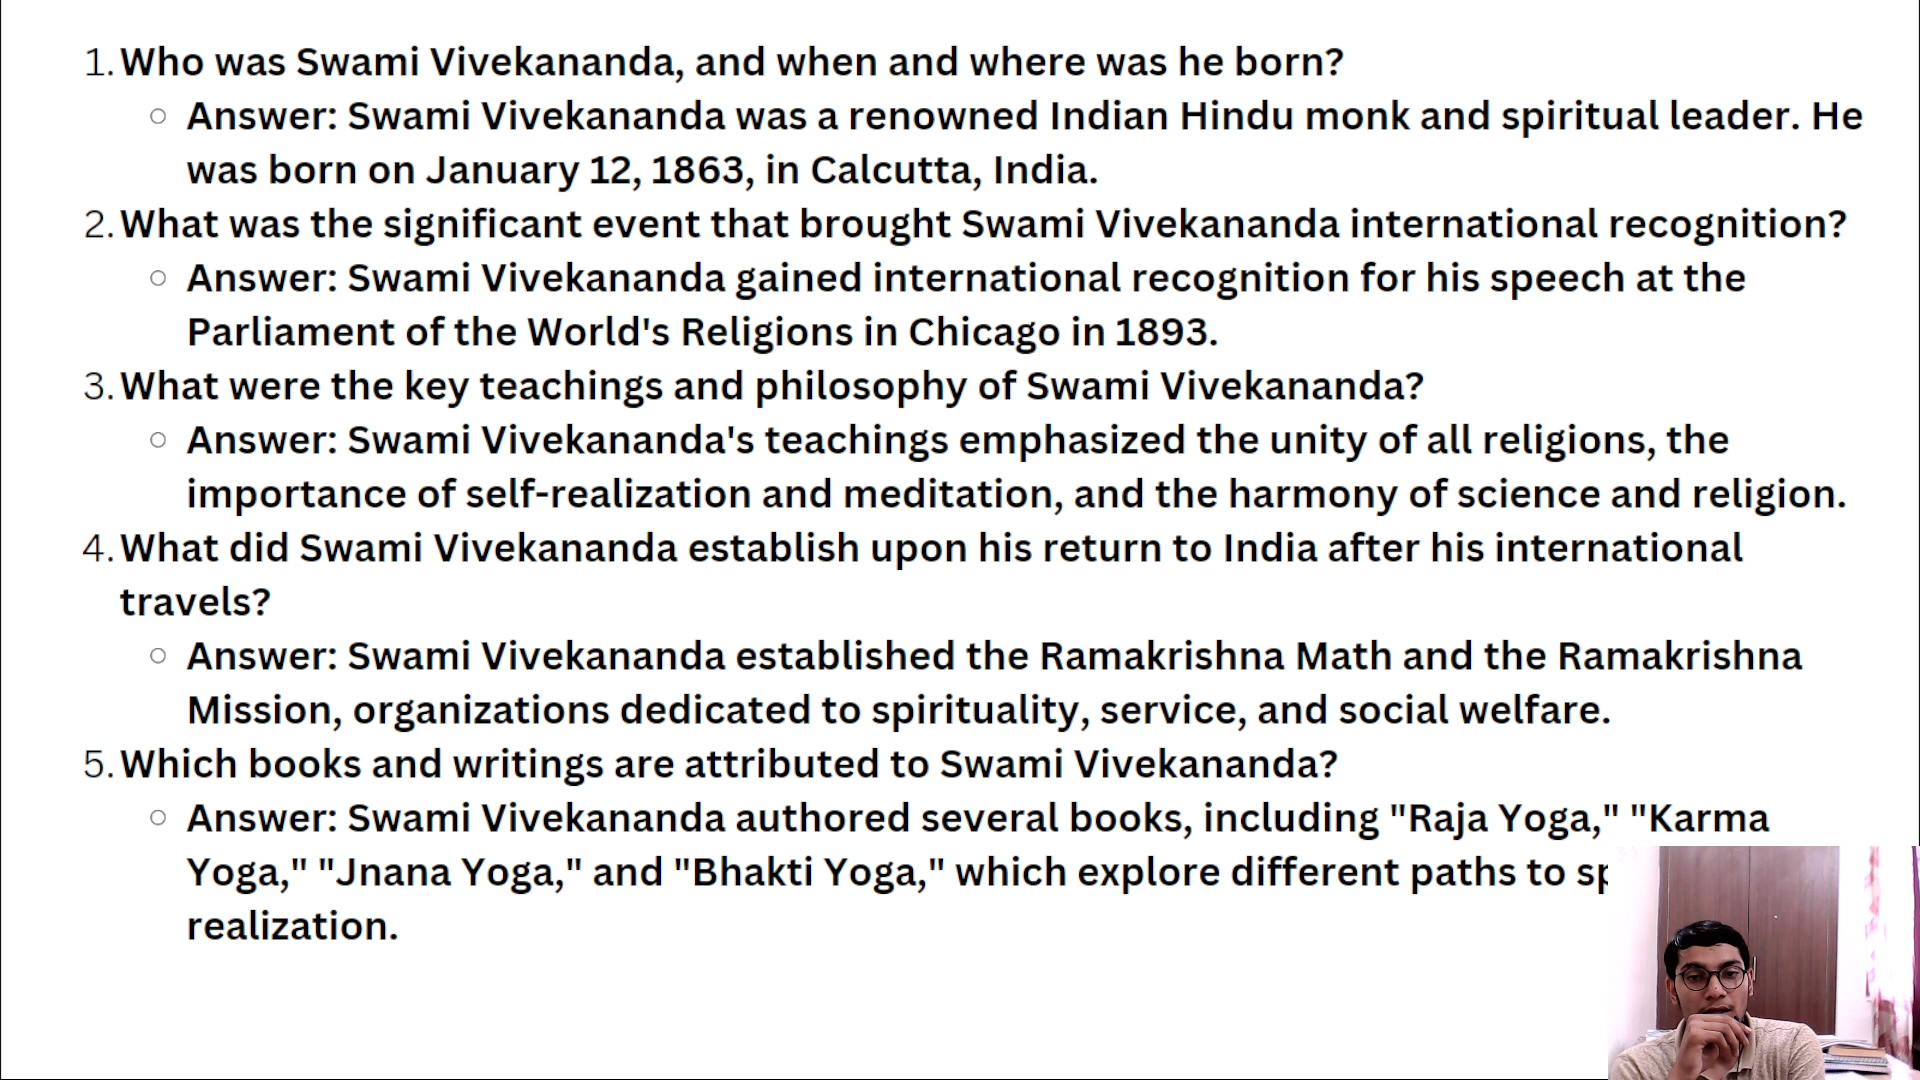 1. Who was Swami Vivekananda, and when and where was he born?
○ Answer: Swami Vivekananda was a renowned Indian Hindu monk and spiritual leader. He
was born on January 12, 1863, in Calcutta, India.
2. What was the significant event that brought Swami Vivekananda international recognition?
○ Answer: Swami Vivekananda gained international recognition for his speech at the
Parliament of the World's Religions in Chicago in 1893.
3. What were the key teachings and philosophy of Swami Vivekananda?
○ Answer: Swami Vivekananda's teachings emphasized the unity of all religions, the
importance of self-realization and meditation, and the harmony of science and religion.
4. What did Swami Vivekananda establish upon his return to India after his international
travels?
○ Answer: Swami Vivekananda established the Ramakrishna Math and the Ramakrishna
Mission, organizations dedicated to spirituality, service, and social welfare.
5. Which books and writings are attributed to Swami Vivekananda?
○ Answer: Swami Vivekananda authored several books, including "Raja Yoga," "Karma
Yoga," "Jnana Yoga," and "Bhakti Yoga," which explore different paths to
realization.